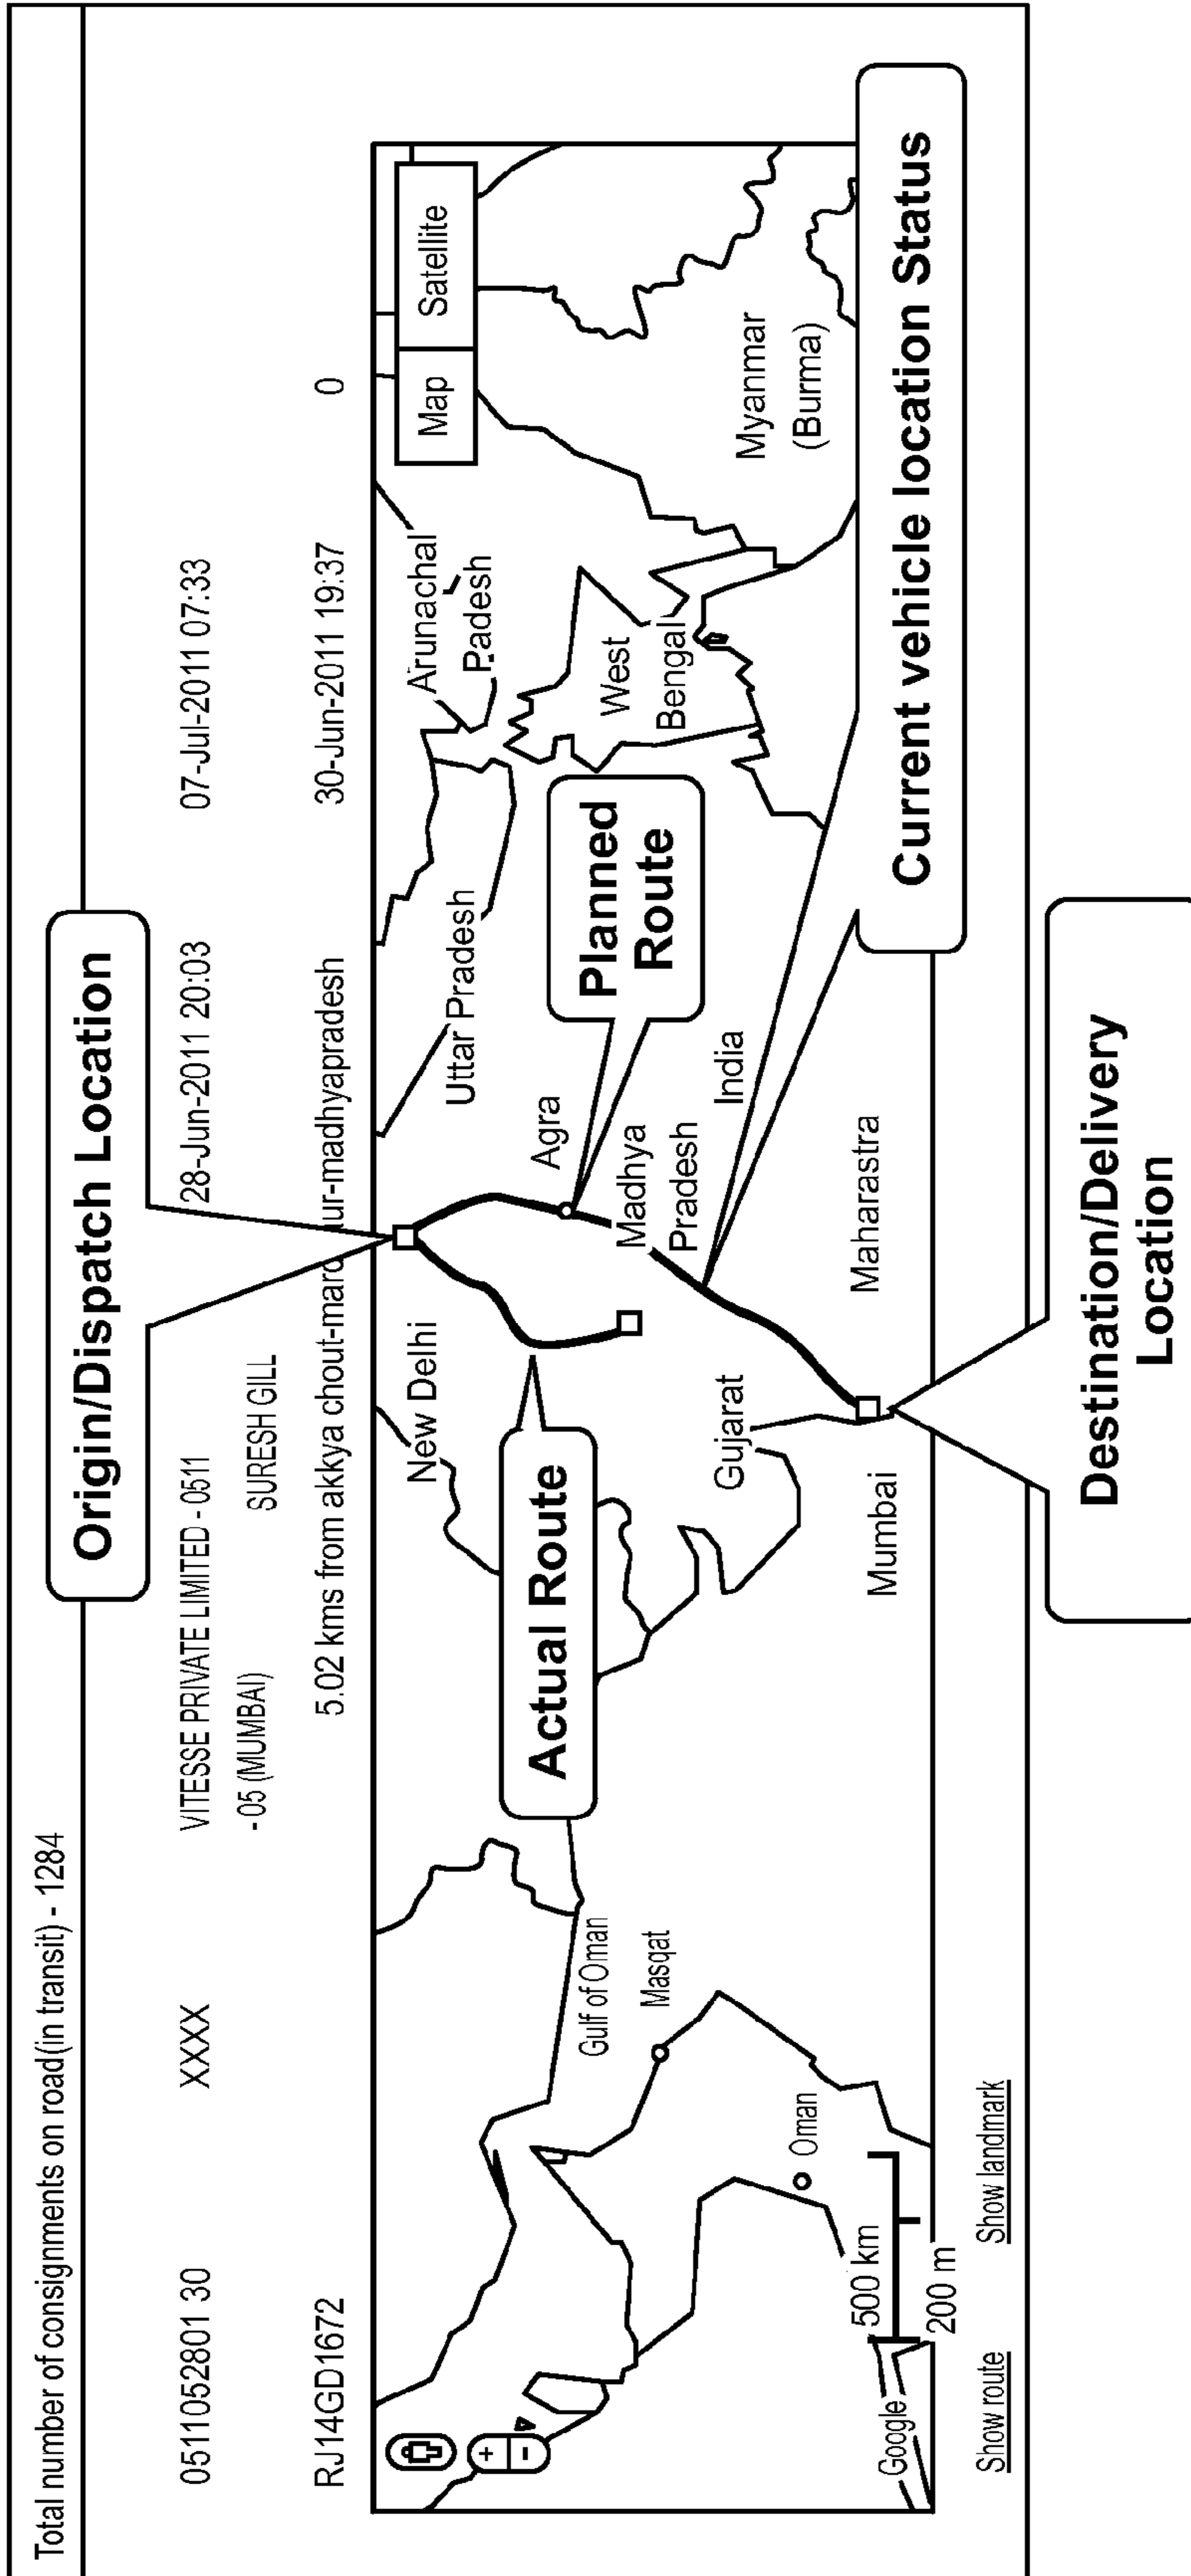 Total number of consignments on road(in transit) - 1284
Origin/Dispatch Location
0511052801 30 XXXX VITESSE PRIVATE LIMITED - 0511 28-Jun-2011 20:03 07-Jul-2011 07:33
- 05 (MUMBAI) SURESH GILL
RJ14GD1672 5.02 kms from akkya chout-marc ur-madhyapradesh 30-Jun-2011 19:37 0
Map Satellite
New Delhi
Arunachal
Padesh
Uttar Pradesh
Actual Route
Agra
Planned
Route
Gulf of Oman
Masqat
Madhya
Pradesh
West
Bengal
India
Gujarat
Myanmar
(Burma)
Oman
Mumbai
Maharastra
Current vehicle location Status
+
-
Google
500 km
200 m
Show route Show landmark
Destination/Delivery
Location